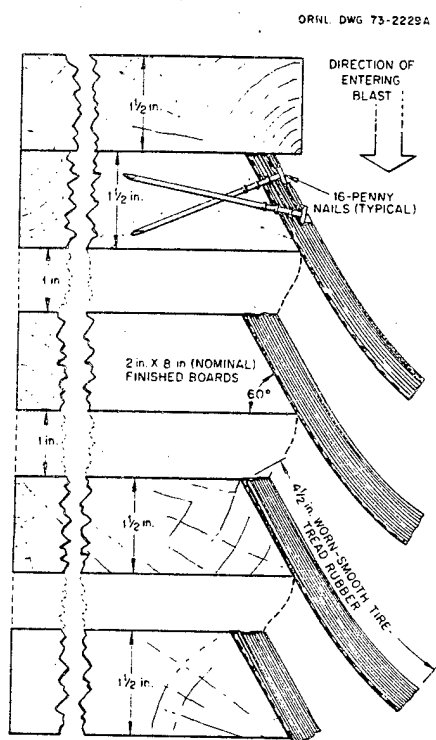 ORNL DWG 73-2229A
DIRECTION OF
ENTERING
BLAST
1½ in.
1½ in.
16-PENNY
NAILS (TYPICAL)
1 in
2 in. X 8 in (NOMINAL)
FINISHED BOARDS
60°
1 in.
1½ in.
4½ in. WORN-SMOOTH TIRE
TREAD RUBBER
1½ in.